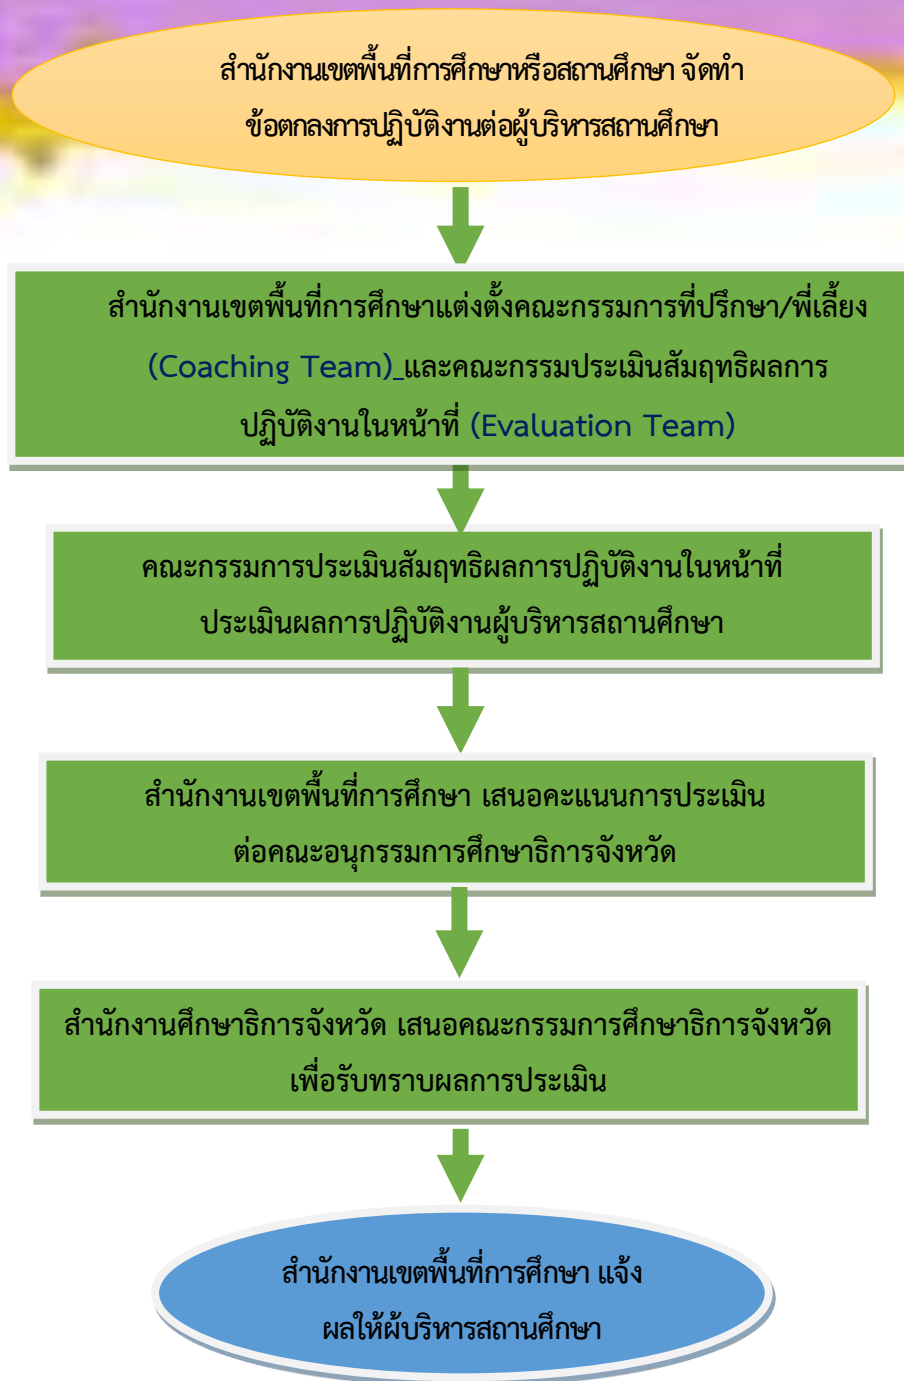 สำนักงานเขตพื้นที่การศึกษาหรือสถานศึกษา จัดทำ
ข้อตกลงการปฏิบัติงานต่อผู้บริหารสถานศึกษา
สำนักงานเขตพื้นที่การศึกษาแต่งตั้งคณะกรรมการที่ปรึกษา/พี่เลี้ยง
(Coaching Team) และคณะกรรมประเมินสัมฤทธิผลการ
ปฏิบัติงานในหน้าที่ (Evaluation Team)
คณะกรรมการประเมินสัมฤทธิผลการปฏิบัติงานในหน้าที่
ประเมินผลการปฏิบัติงานผู้บริหารสถานศึกษา
สำนักงานเขตพื้นที่การศึกษา เสนอคะแนนการประเมิน
ต่อคณะอนุกรรมการศึกษาธิการจังหวัด
สำนักงานศึกษาธิการจังหวัด เสนอคณะกรรมการศึกษาธิการจังหวัด
เพื่อรับทราบผลการประเมิน
สำนักงานเขตพื้นที่การศึกษา แจ้ง
ผลให้ผู้บริหารสถานศึกษา